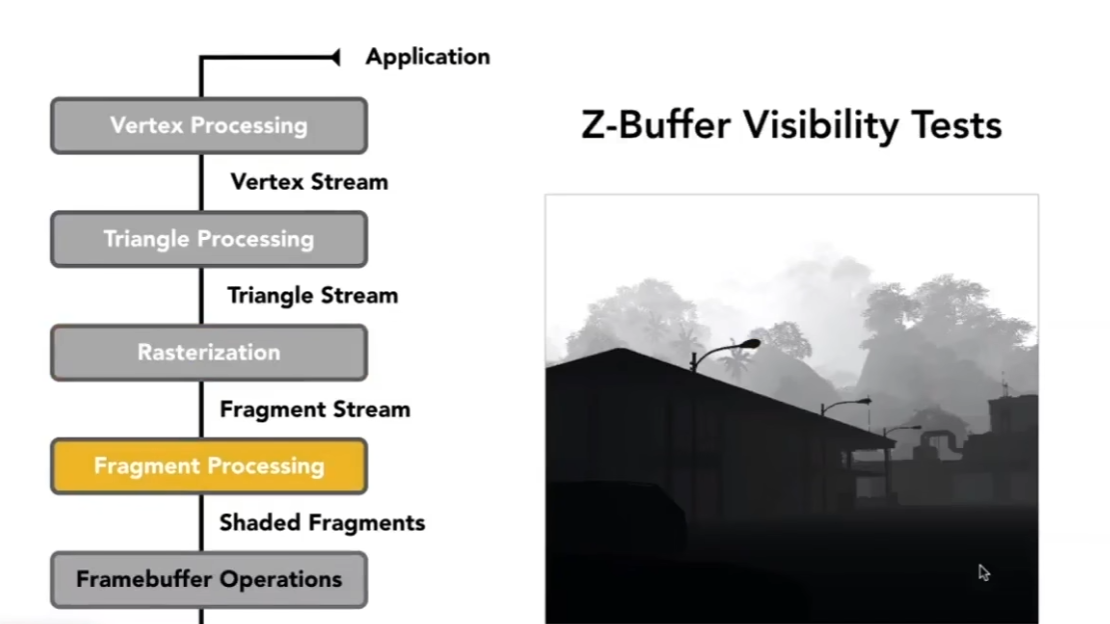 Application
Vertex Processing
Z-Buffer Visibility Tests
Vertex Stream
Triangle Processing
Triangle Stream
Rasterization
Fragment Stream
Fragment Processing
Shaded Fragments
Framebuffer Operations